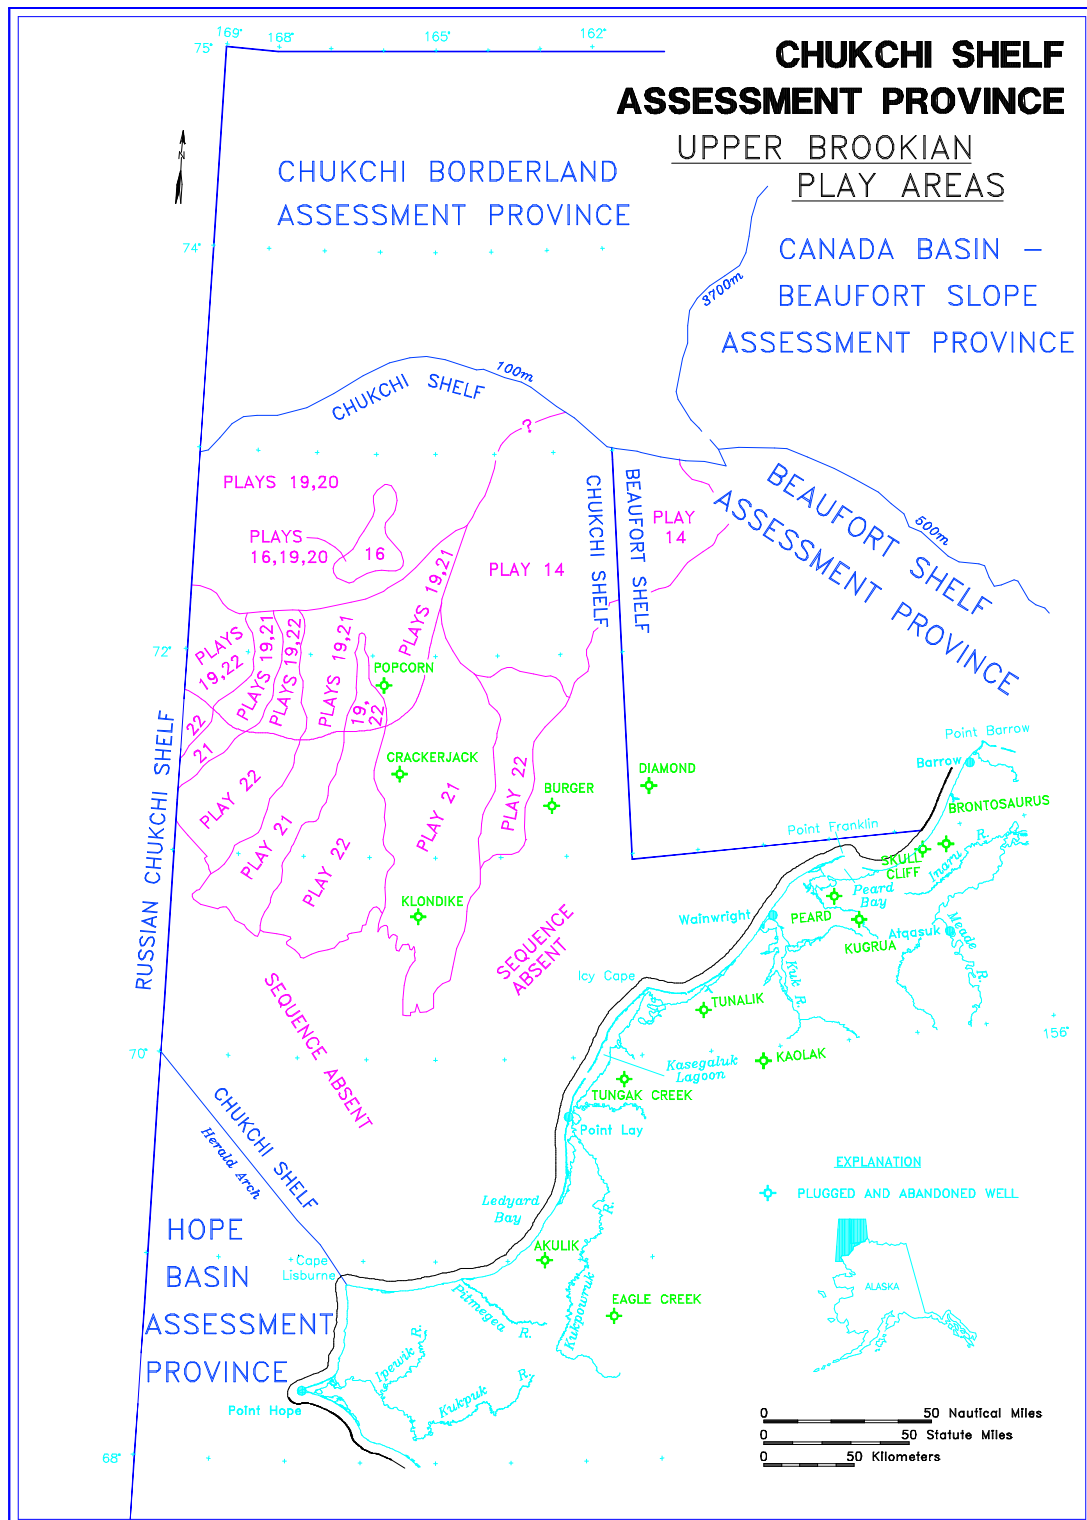 CHUKCHI SHELF
ASSESSMENT PROVINCE
UPPER BROOKIAN
PLAY AREAS
169°
168°
165°
162°
75°
N
CHUKCHI BORDERLAND
ASSESSMENT PROVINCE
74°
CANADA BASIN –
BEAUFORT SLOPE
ASSESSMENT PROVINCE
3700m
100m
CHUKCHI SHELF
?
PLAYS 19,20
PLAYS
16,19,20
16
PLAY 14
CHUKCHI SHELF
BEAUFORT SHELF
PLAY
14
BEAUFORT SHELF
ASSESSMENT PROVINCE
500m
PLAYS 19,21
72°
PLAYS
19,22
PLAYS 19,21
PLAYS 19,22
PLAYS 19,21
19,
22
POPCORN
22
21
PLAY 22
PLAY 21
PLAY 22
CRACKERJACK
PLAY 21
PLAY 22
BURGER
DIAMOND
KLONDIKE
RUSSIAN CHUKCHI SHELF
SEQUENCE
ABSENT
SEQUENCE ABSENT
Point Barrow
Barrow
BRONTOSAURUS
Point Franklin
SKULL
CLIFF
Inaru R.
Peard
Bay
PEARD
KUGRUA
Wainwright
Atqasuk
Meade R.
Kuk R.
Icy Cape
TUNALIK
156°
70°
KAOLAK
Kasegaluk
Lagoon
TUNGAK CREEK
Point Lay
CHUKCHI SHELF
Herald Arch
Ledyard
Bay
AKULIK
Kukpowruk R.
EAGLE CREEK
Cape
Lisburne
Pitmegea R.
HOPE
BASIN
ASSESSMENT
PROVINCE
Ipewik R.
Kukpuk R.
Point Hope
68°
EXPLANATION
PLUGGED AND ABANDONED WELL
ALASKA
0 50 Nautical Miles
0 50 Statute Miles
0 50 Kilometers